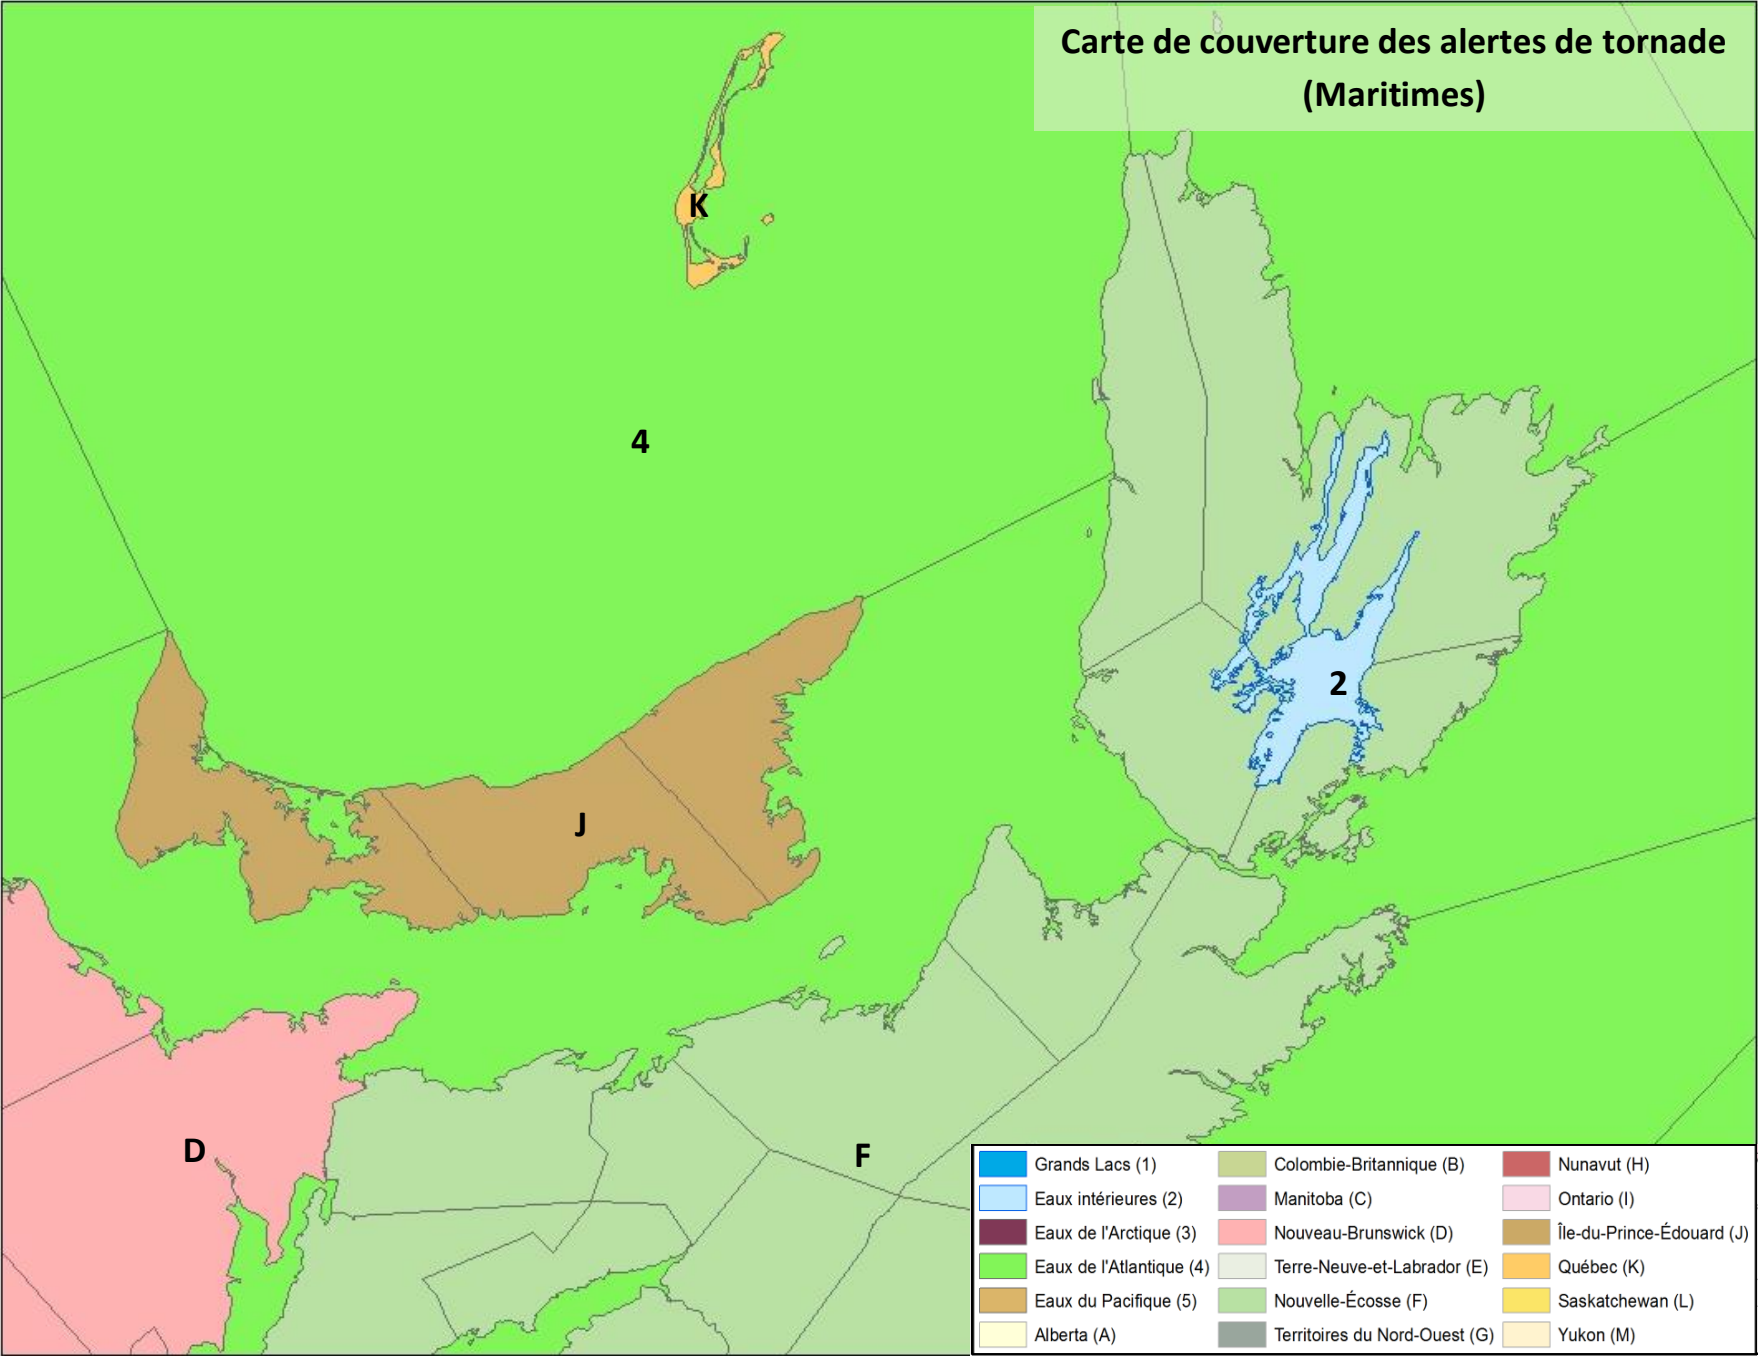 Carte de couverture des alertes de tornade
(Maritimes)
K
4
2
J
D
F
Grands Lacs (1)
Eaux intérieures (2)
Eaux de l'Arctique (3)
Eaux de l'Atlantique (4)
Eaux du Pacifique (5)
Alberta (A)
Colombie-Britannique (B)
Manitoba (C)
Nouveau-Brunswick (D)
Terre-Neuve-et-Labrador (E)
Nouvelle-Écosse (F)
Territoires du Nord-Ouest (G)
Nunavut (H)
Ontario (I)
Île-du-Prince-Édouard (J)
Québec (K)
Saskatchewan (L)
Yukon (M)